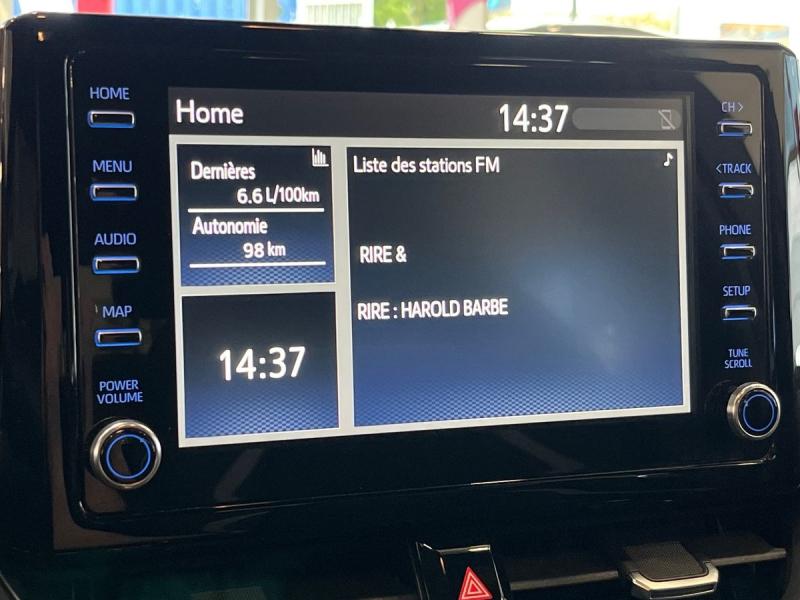 HOME
MENU
AUDIO
MAP
POWER
VOLUME
Home
14:37
Dernières
6.6 L/100km
Autonomie
98 km
14:37
Liste des stations FM
RIRE &
RIRE : HAROLD BARBE
CH >
<TRACK
PHONE
SETUP
TUNE
SCROLL